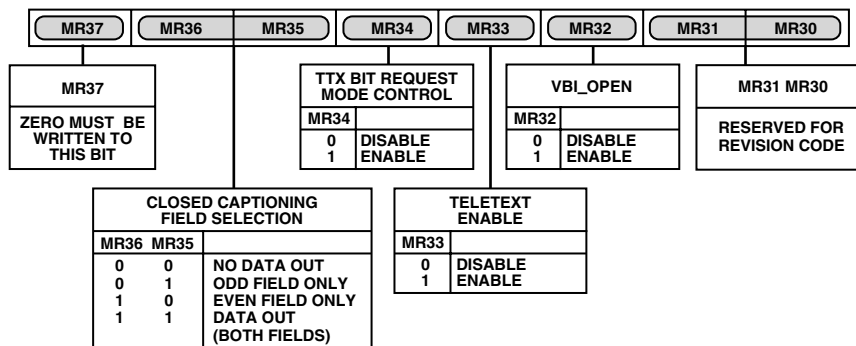 MR37 MR36 MR35 MR34 MR33 MR32 MR31 MR30
MR37
ZERO MUST BE
WRITTEN TO
THIS BIT
TTX BIT REQUEST
MODE CONTROL
MR34
0 DISABLE
1 ENABLE
VBI_OPEN
MR32
0 DISABLE
1 ENABLE
MR31 MR30
RESERVED FOR
REVISION CODE
CLOSED CAPTIONING
FIELD SELECTION
MR36 MR35
0 0 NO DATA OUT
0 1 ODD FIELD ONLY
1 0 EVEN FIELD ONLY
1 1 DATA OUT
(BOTH FIELDS)
TELETEXT
ENABLE
MR33
0 DISABLE
1 ENABLE